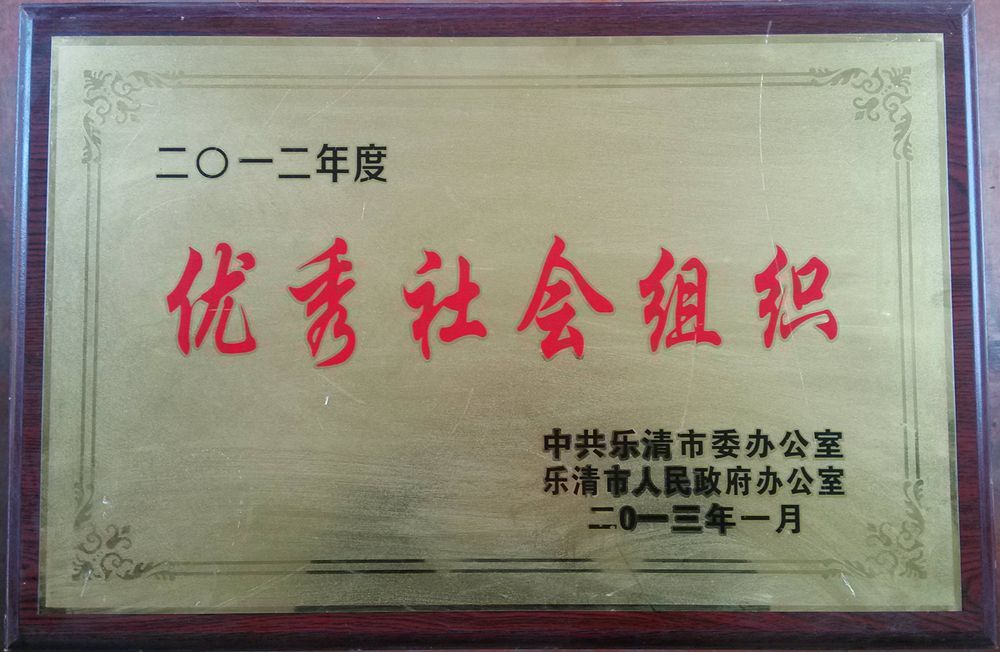 二〇一二年度
优秀社会组织
中共乐清市委办公室
乐清市人民政府办公室
二0一三年一月